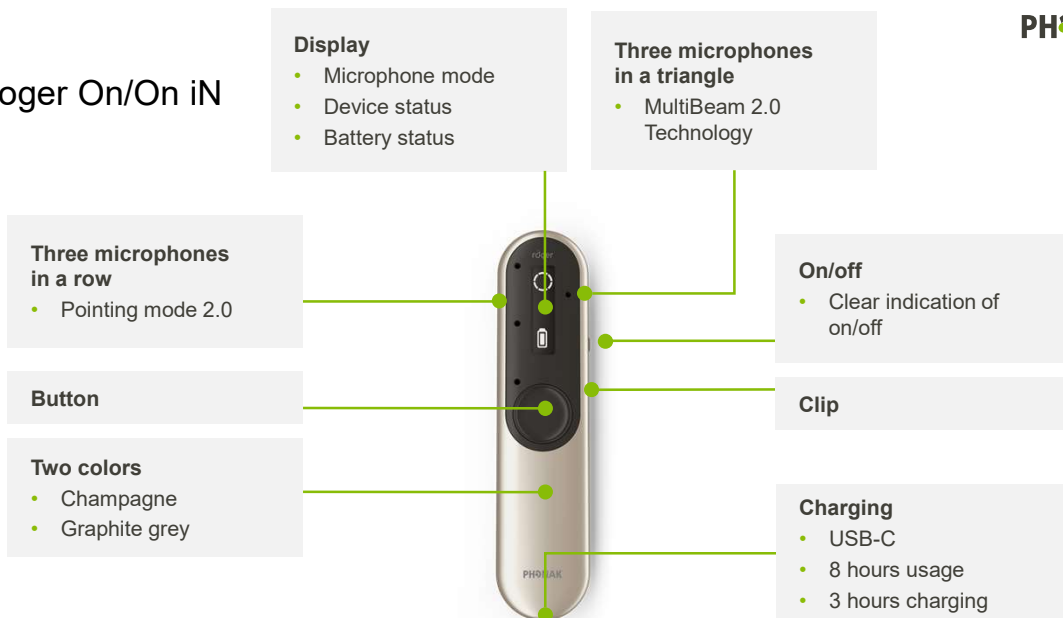 oger On/On iN
PH
Display
• Microphone mode
• Device status
• Battery status
Three microphones
in a triangle
• MultiBeam 2.0
Technology
Three microphones
in a row
• Pointing mode 2.0
On/off
• Clear indication of
on/off
Button
Clip
Two colors
• Champagne
• Graphite grey
Charging
• USB-C
• 8 hours usage
• 3 hours charging
roger
PHONAK